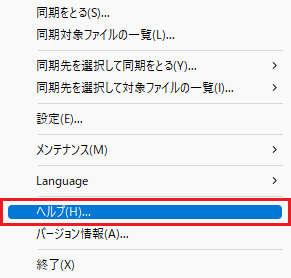 同期をとる(S)...
同期対象ファイルの一覧(L)...
同期先を選択して同期をとる(Y)...
同期先を選択して対象ファイルの一覧(I)...
設定(E)...
メンテナンス(M)
Language
ヘルプ(H)...
バージョン情報(A)...
終了(X)